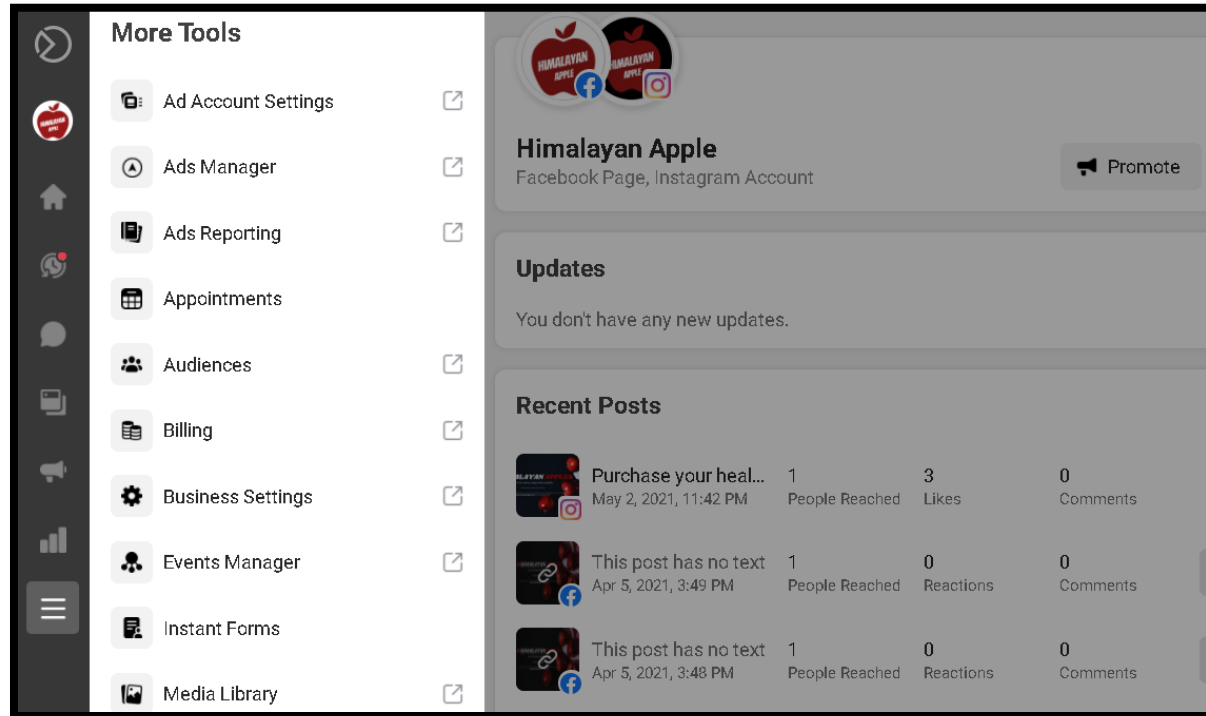 More Tools
Ad Account Settings
Ads Manager
Ads Reporting
Appointments
Audiences
Billing
Business Settings
Events Manager
Instant Forms
Media Library
HIMALAYAN
APPLE
HIMALAYAN
APPLE
Himalayan Apple
Facebook Page, Instagram Account
Promote
Updates
You don't have any new updates.
Recent Posts
Purchase your heal... 1 3 0
May 2, 2021, 11:42 PM People Reached Likes Comments
This post has no text 1 0 0
Apr 5, 2021, 3:49 PM People Reached Reactions Comments
This post has no text 1 0 0
Apr 5, 2021, 3:48 PM People Reached Reactions Comments